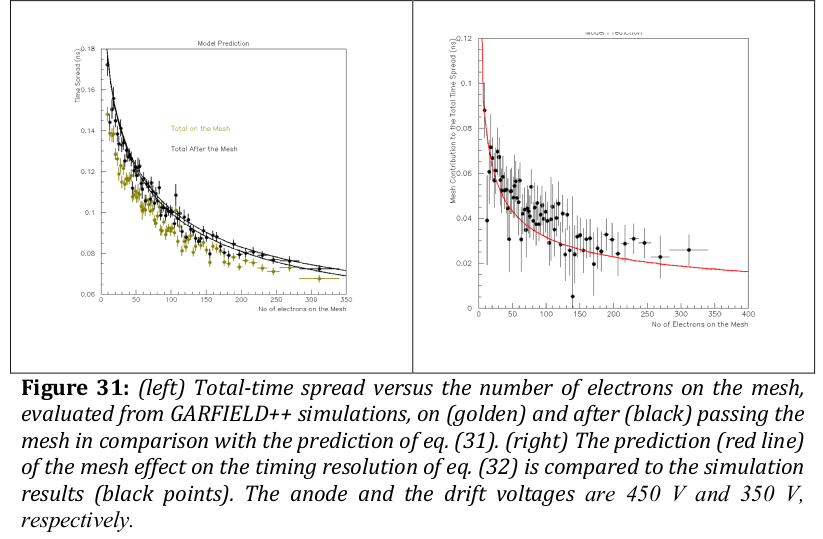 Model Prediction
Time Spread (ns)
0.18
0.16
0.14
0.12
0.1
0.08
0.06
Total on the Mesh
Total After the Mesh
0
50
100
150
200
250
300
350
No of electrons on the Mesh
Model Prediction
Mesh Contribution to the Total Time Spread (ns)
0.12
0.1
0.08
0.06
0.04
0.02
0
0
50
100
150
200
250
300
350
400
No of Electrons on the Mesh
Figure 31: (left) Total-time spread versus the number of electrons on the mesh,
evaluated from GARFIELD++ simulations, on (golden) and after (black) passing the
mesh in comparison with the prediction of eq. (31). (right) The prediction (red line)
of the mesh effect on the timing resolution of eq. (32) is compared to the simulation
results (black points). The anode and the drift voltages are 450 V and 350 V,
respectively.